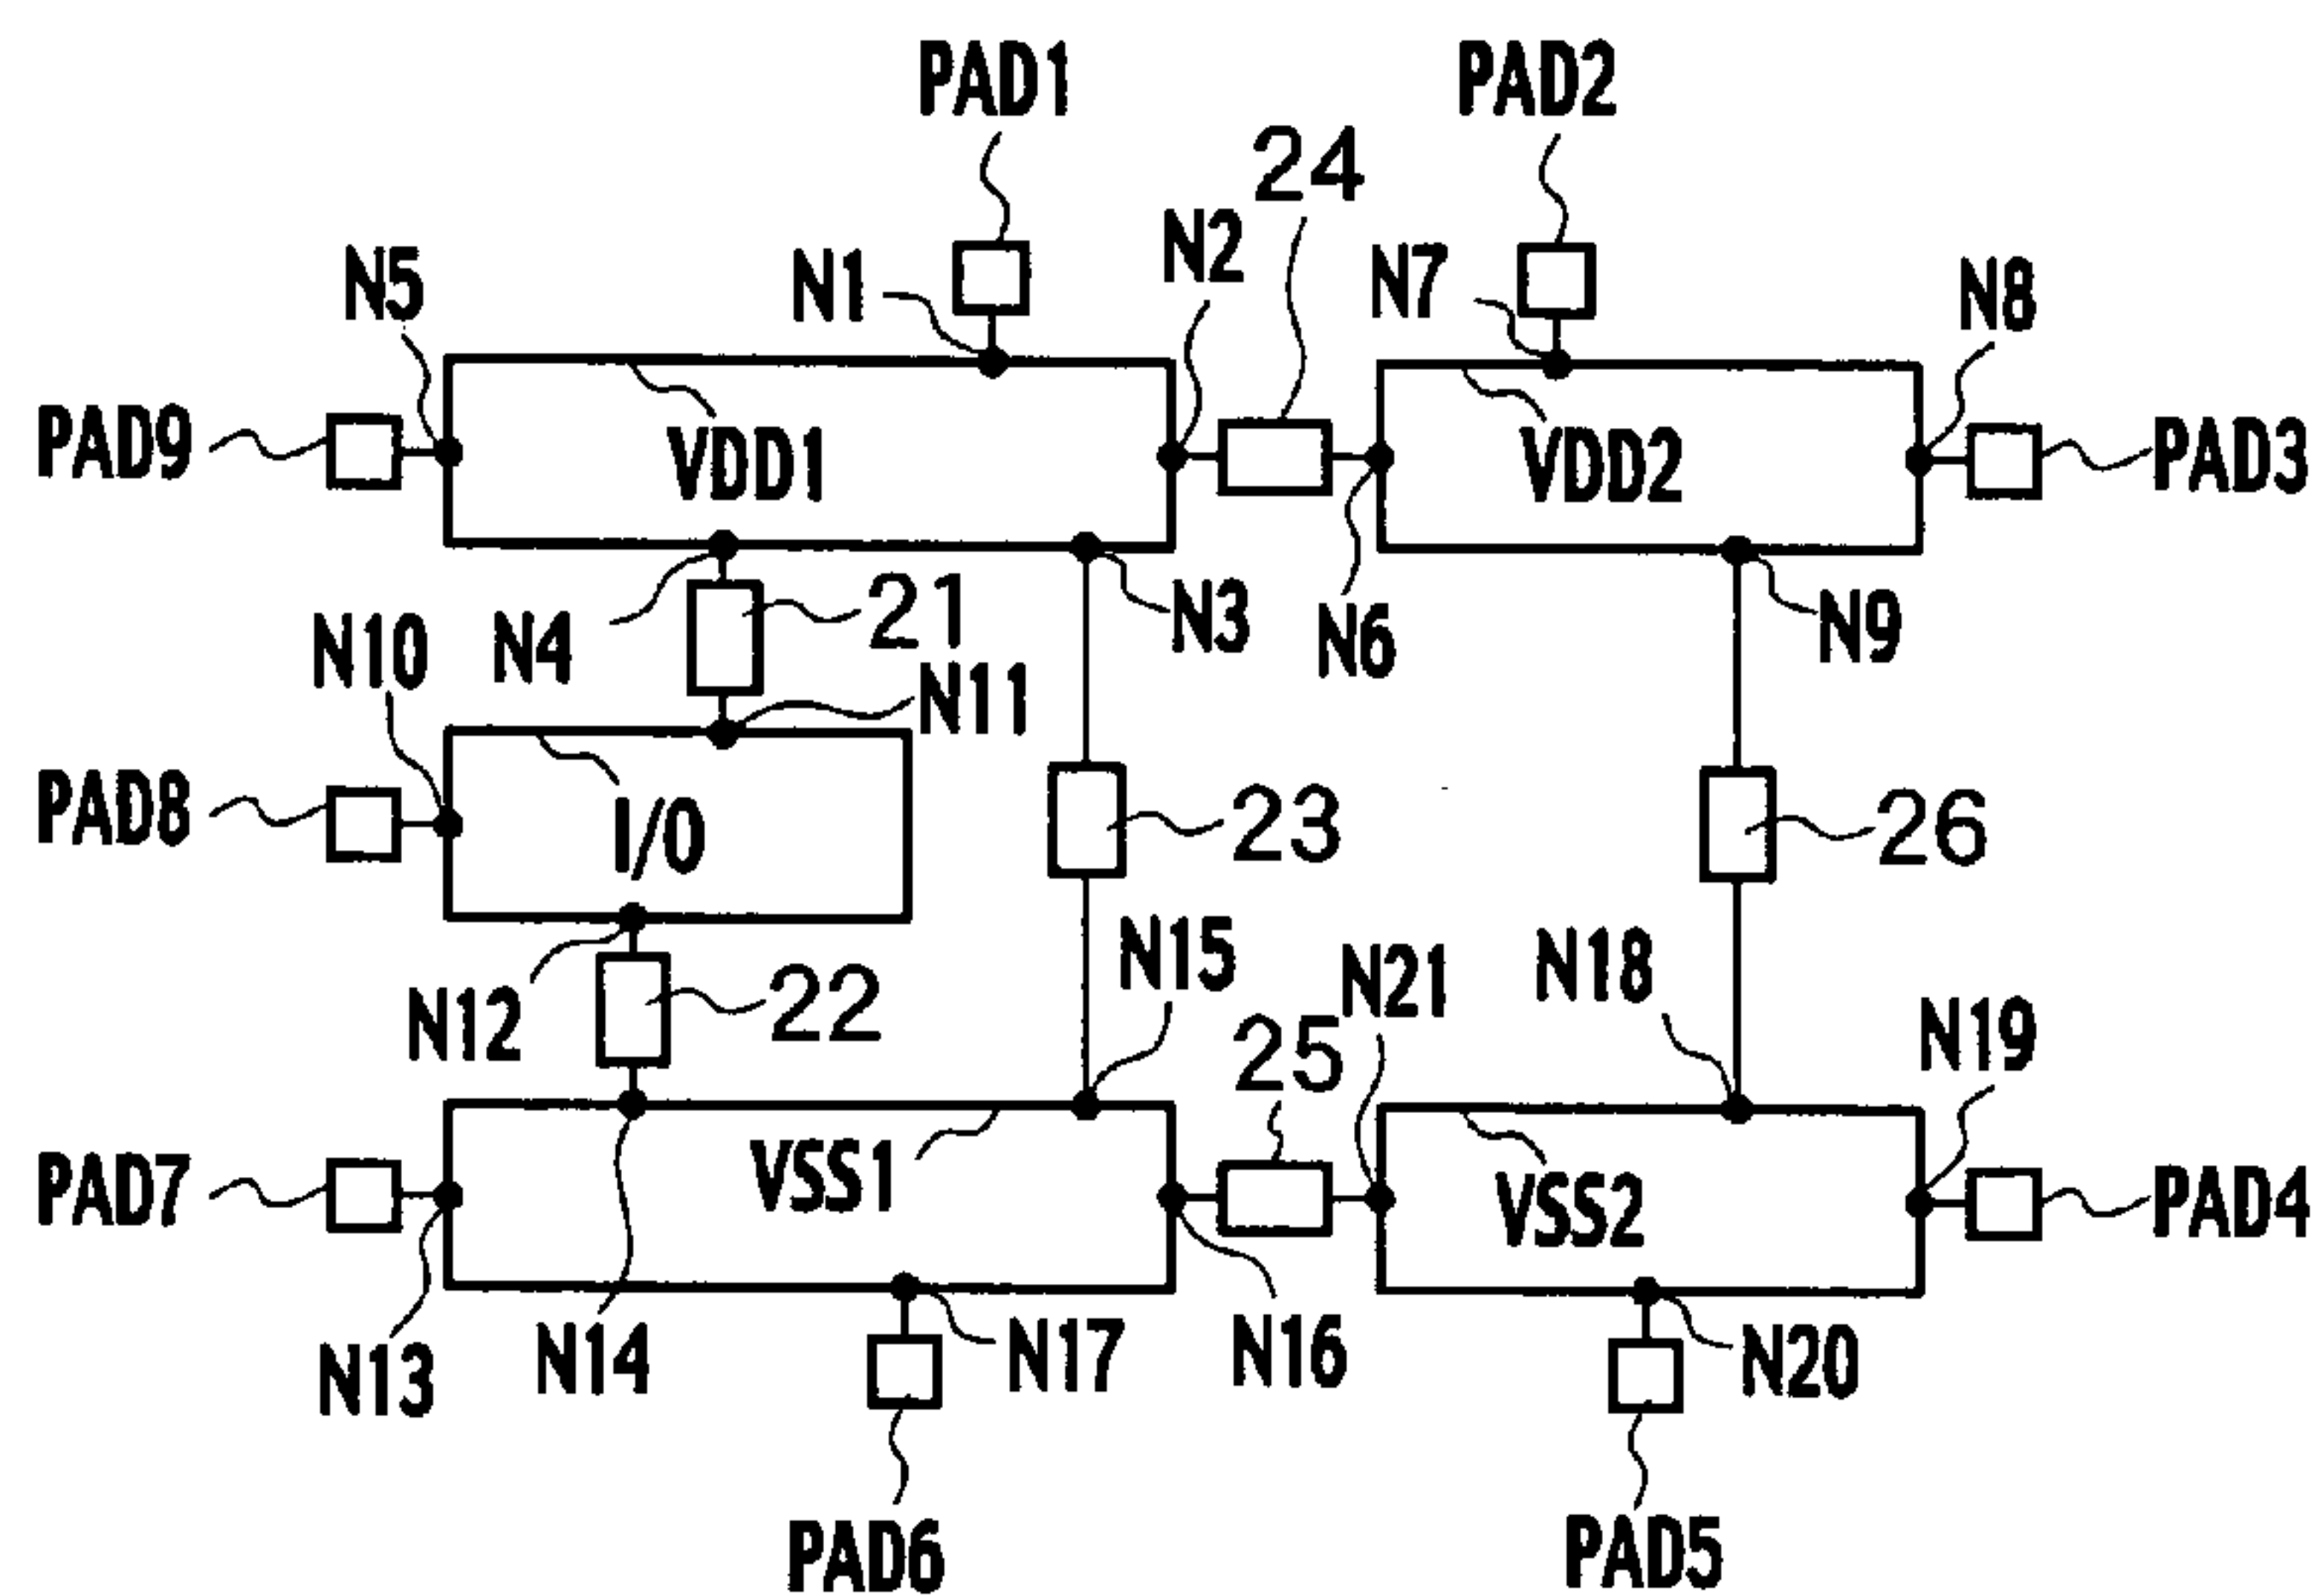 PAD1
PAD2
24
N2
N5
N1
N7
N8
PAD9
VDD1
VDD2
PAD3
21
N10
N4
N3
N6
N9
N11
PAD8
I/O
23
26
N15
N12
22
N21
N18
25
N19
PAD7
VSS1
VSS2
PAD4
N13
N14
N17
N16
N20
PAD6
PAD5